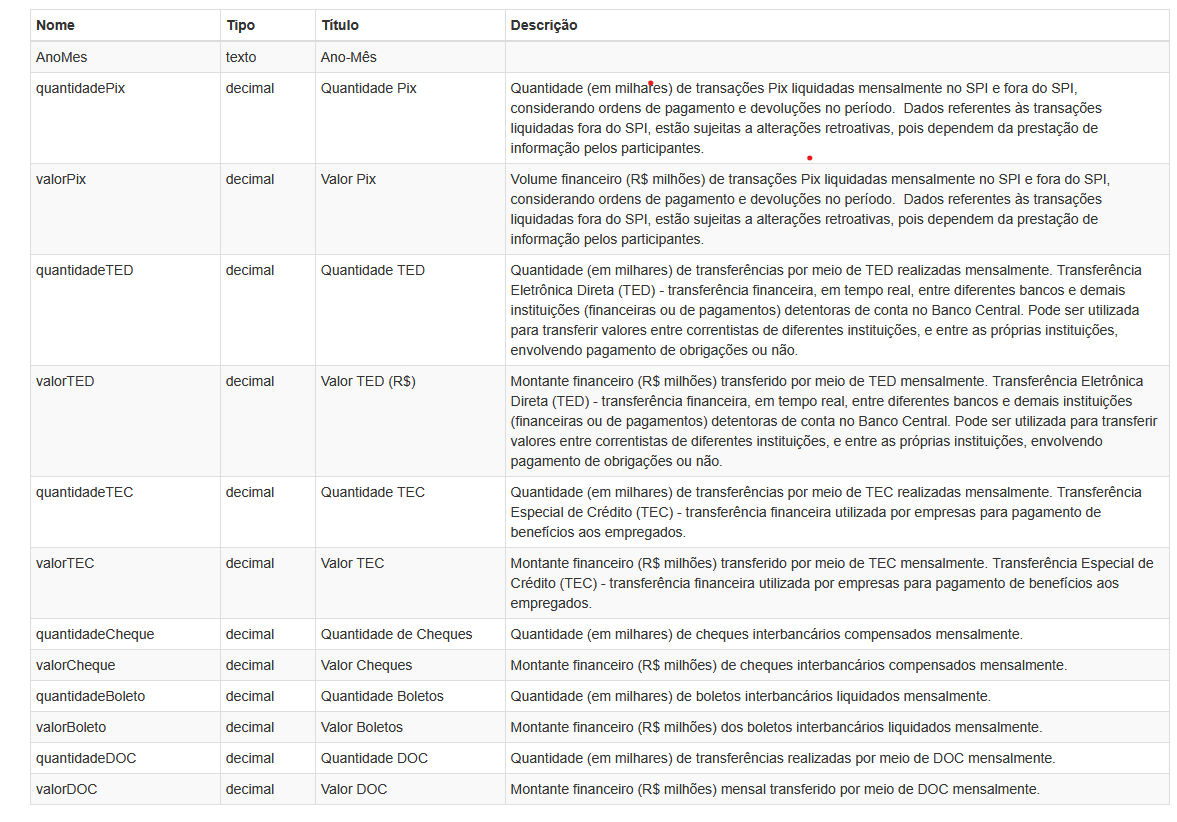 Nome Tipo Título Descrição
AnoMes texto Ano-Mês
quantidadePix decimal Quantidade Pix Quantidade (em milhares) de transações Pix liquidadas mensalmente no SPI e fora do SPI,
considerando ordens de pagamento e devoluções no período. Dados referentes às transações
liquidadas fora do SPI, estão sujeitas a alterações retroativas, pois dependem da prestação de
informação pelos participantes.
valorPix decimal Valor Pix Volume financeiro (R$ milhões) de transações Pix liquidadas mensalmente no SPI e fora do SPI,
considerando ordens de pagamento e devoluções no período. Dados referentes às transações
liquidadas fora do SPI, estão sujeitas a alterações retroativas, pois dependem da prestação de
informação pelos participantes.
quantidadeTED decimal Quantidade TED Quantidade (em milhares) de transferências por meio de TED realizadas mensalmente. Transferência
Eletrônica Direta (TED) - transferência financeira, em tempo real, entre diferentes bancos e demais
instituições (financeiras ou de pagamentos) detentoras de conta no Banco Central. Pode ser utilizada
para transferir valores entre correntistas de diferentes instituições, e entre as próprias instituições,
envolvendo pagamento de obrigações ou não.
valorTED decimal Valor TED (R$) Montante financeiro (R$ milhões) transferido por meio de TED mensalmente. Transferência Eletrônica
Direta (TED) - transferência financeira, em tempo real, entre diferentes bancos e demais instituições
(financeiras ou de pagamentos) detentoras de conta no Banco Central. Pode ser utilizada para transferir
valores entre correntistas de diferentes instituições, e entre as próprias instituições, envolvendo
pagamento de obrigações ou não.
quantidadeTEC decimal Quantidade TEC Quantidade (em milhares) de transferências por meio de TEC realizadas mensalmente. Transferência
Especial de Crédito (TEC) - transferência financeira utilizada por empresas para pagamento de
benefícios aos empregados.
valorTEC decimal Valor TEC Montante financeiro (R$ milhões) transferido por meio de TEC mensalmente. Transferência Especial de
Crédito (TEC) - transferência financeira utilizada por empresas para pagamento de benefícios aos
empregados.
quantidadeCheque decimal Quantidade de Cheques Quantidade (em milhares) de cheques interbancários compensados mensalmente.
valorCheque decimal Valor Cheques Montante financeiro (R$ milhões) de cheques interbancários compensados mensalmente.
quantidadeBoleto decimal Quantidade Boletos Quantidade (em milhares) de boletos interbancários liquidados mensalmente.
valorBoleto decimal Valor Boletos Montante financeiro (R$ milhões) dos boletos interbancários liquidados mensalmente.
quantidadeDOC decimal Quantidade DOC Quantidade (em milhares) de transferências realizadas por meio de DOC mensalmente.
valorDOC decimal Valor DOC Montante financeiro (R$ milhões) mensal transferido por meio de DOC mensalmente.